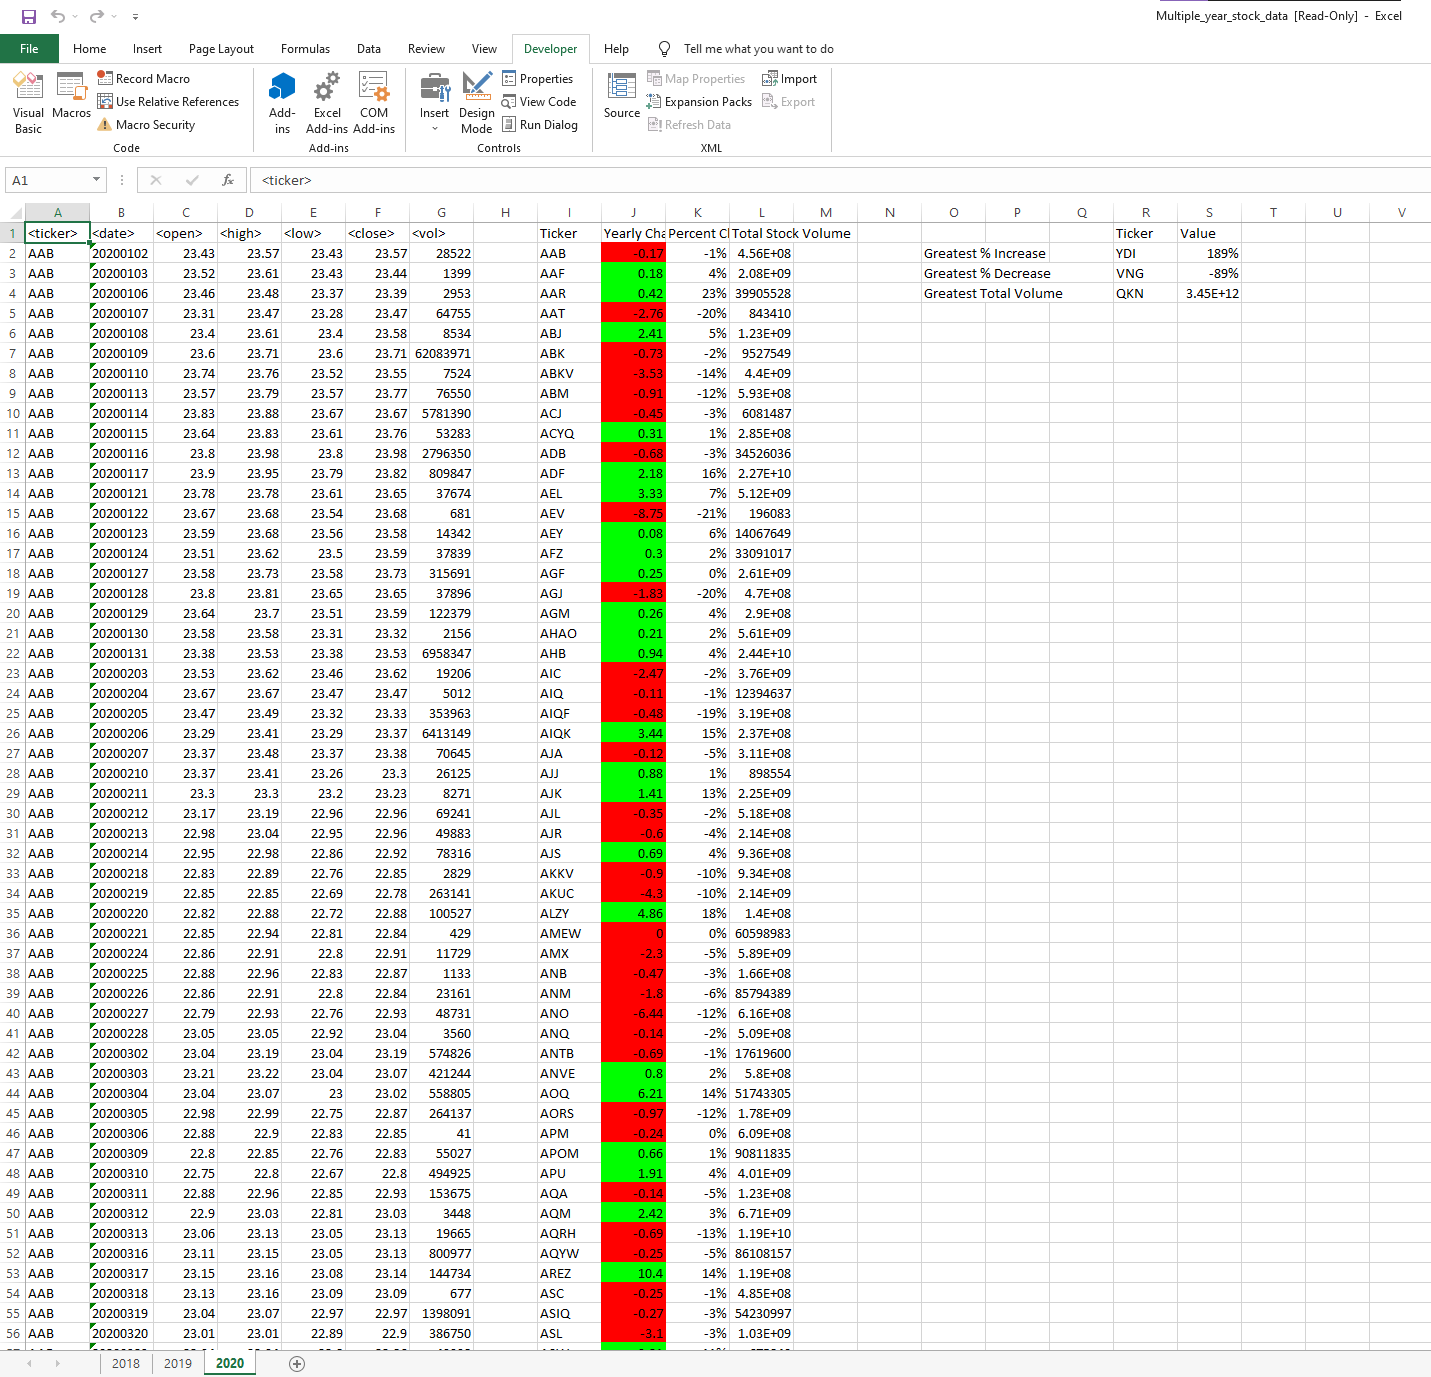 Multiple_year_stock_data [Read-Only] - Excel
File Home Insert Page Layout Formulas Data Review View Developer Help Tell me what you want to do
Visual Basic
Macros
Record Macro
Use Relative References
Macro Security
Code
Add-ins
Excel Add-ins
COM Add-ins
Add-ins
Insert
Design Mode
Properties
View Code
Run Dialog
Controls
Source
Map Properties
Expansion Packs
Refresh Data
Import
Export
XML
A1 fx <ticker>
A B C D E F G H I J K L M N O P Q R S T U V
1 <ticker> <date> <open> <high> <low> <close> <vol> Ticker Yearly Cha Percent Cl Total Stock Volume Ticker Value
2 AAB 20200102 23.43 23.57 23.43 23.57 28522 AAB -0.17 -1% 4.56E+08 Greatest % Increase YDI 189%
3 AAB 20200103 23.52 23.61 23.43 23.44 1399 AAF 0.18 4% 2.08E+09 Greatest % Decrease VNG -89%
4 AAB 20200106 23.46 23.48 23.37 23.39 2953 AAR 0.42 23% 39905528 Greatest Total Volume QKN 3.45E+12
5 AAB 20200107 23.31 23.47 23.28 23.47 64755 AAT -2.76 -20% 843410
6 AAB 20200108 23.4 23.61 23.4 23.58 8534 ABJ 2.41 5% 1.23E+09
7 AAB 20200109 23.6 23.71 23.6 23.71 62083971 ABK -0.73 -2% 9527549
8 AAB 20200110 23.74 23.76 23.52 23.55 7524 ABKV -3.53 -14% 4.4E+09
9 AAB 20200113 23.57 23.79 23.57 23.77 76550 ABM -0.91 -12% 5.93E+08
10 AAB 20200114 23.83 23.88 23.67 23.67 5781390 ACJ -0.45 -3% 6081487
11 AAB 20200115 23.64 23.83 23.61 23.76 53283 ACYQ 0.31 1% 2.85E+08
12 AAB 20200116 23.8 23.98 23.8 23.98 2796350 ADB -0.68 -3% 34526036
13 AAB 20200117 23.9 23.95 23.79 23.82 809847 ADF 2.18 16% 2.27E+10
14 AAB 20200121 23.78 23.78 23.61 23.65 37674 AEL 3.33 7% 5.12E+09
15 AAB 20200122 23.67 23.68 23.54 23.68 681 AEV -8.75 -21% 196083
16 AAB 20200123 23.59 23.68 23.56 23.58 14342 AEY 0.08 6% 14067649
17 AAB 20200124 23.51 23.62 23.5 23.59 37839 AFZ 0.3 2% 33091017
18 AAB 20200127 23.58 23.73 23.58 23.73 315691 AGF 0.25 0% 2.61E+09
19 AAB 20200128 23.8 23.81 23.65 23.65 37896 AGJ -1.83 -20% 4.7E+08
20 AAB 20200129 23.64 23.7 23.51 23.59 122379 AGM 0.26 4% 2.9E+08
21 AAB 20200130 23.58 23.58 23.31 23.32 2156 AHAO 0.21 2% 5.61E+09
22 AAB 20200131 23.38 23.53 23.38 23.53 6958347 AHB 0.94 4% 2.44E+10
23 AAB 20200203 23.53 23.62 23.46 23.62 19206 AIC -2.47 -2% 3.76E+09
24 AAB 20200204 23.67 23.67 23.47 23.47 5012 AIQ -0.11 -1% 12394637
25 AAB 20200205 23.47 23.49 23.32 23.33 353963 AIQF -0.48 -19% 3.19E+08
26 AAB 20200206 23.29 23.41 23.29 23.37 6413149 AIQK 3.44 15% 2.37E+08
27 AAB 20200207 23.37 23.48 23.37 23.38 70645 AJA -0.12 -5% 3.11E+08
28 AAB 20200210 23.37 23.41 23.26 23.3 26125 AJJ 0.88 1% 898554
29 AAB 20200211 23.3 23.3 23.2 23.23 8271 AJK 1.41 13% 2.25E+09
30 AAB 20200212 23.17 23.19 22.96 22.96 69241 AJL -0.35 -2% 5.18E+08
31 AAB 20200213 22.98 23.04 22.95 22.96 49883 AJR -0.6 -4% 2.14E+08
32 AAB 20200214 22.95 22.98 22.86 22.92 78316 AJS 0.69 4% 9.36E+08
33 AAB 20200218 22.83 22.89 22.76 22.85 2829 AKKV -0.9 -10% 9.34E+08
34 AAB 20200219 22.85 22.85 22.69 22.78 263141 AKUC -4.3 -10% 2.14E+09
35 AAB 20200220 22.82 22.88 22.72 22.88 100527 ALZY 4.86 18% 1.4E+08
36 AAB 20200221 22.85 22.94 22.81 22.84 429 AMEW 0 0% 60598983
37 AAB 20200224 22.86 22.91 22.8 22.91 11729 AMX -2.3 -5% 5.89E+09
38 AAB 20200225 22.88 22.96 22.83 22.87 1133 ANB -0.47 -3% 1.66E+08
39 AAB 20200226 22.86 22.91 22.8 22.84 23161 ANM -1.8 -6% 85794389
40 AAB 20200227 22.79 22.93 22.76 22.93 48731 ANO -6.44 -12% 6.16E+08
41 AAB 20200228 23.05 23.05 22.92 23.04 3560 ANQ -0.14 -2% 5.09E+08
42 AAB 20200302 23.04 23.19 23.04 23.19 574826 ANTB -0.69 -1% 17619600
43 AAB 20200303 23.21 23.22 23.04 23.07 421244 ANVE 0.8 2% 5.8E+08
44 AAB 20200304 23.04 23.07 23 23.02 558805 AOQ 6.21 14% 51743305
45 AAB 20200305 22.98 22.99 22.75 22.87 264137 AORS -0.97 -12% 1.78E+09
46 AAB 20200306 22.88 22.9 22.83 22.85 41 APM -0.24 0% 6.09E+08
47 AAB 20200309 22.8 22.85 22.76 22.83 55027 APOM 0.66 1% 90811835
48 AAB 20200310 22.75 22.8 22.67 22.8 494925 APU 1.91 4% 4.01E+09
49 AAB 20200311 22.88 22.96 22.85 22.93 153675 AQA -0.14 -5% 1.23E+08
50 AAB 20200312 22.9 23.03 22.81 23.03 3448 AQM 2.42 3% 6.71E+09
51 AAB 20200313 23.06 23.13 23.05 23.13 19665 AQRH -0.69 -13% 1.19E+10
52 AAB 20200316 23.11 23.15 23.05 23.13 800977 AQYW -0.25 -5% 86108157
53 AAB 20200317 23.15 23.16 23.08 23.14 144734 AREZ 10.4 14% 1.19E+08
54 AAB 20200318 23.13 23.16 23.09 23.09 677 ASC -0.25 -1% 4.85E+08
55 AAB 20200319 23.04 23.07 22.97 22.97 1398091 ASIQ -0.27 -3% 54230997
56 AAB 20200320 23.01 23.01 22.89 22.9 386750 ASL -3.1 -3% 1.03E+09
2018 2019 2020